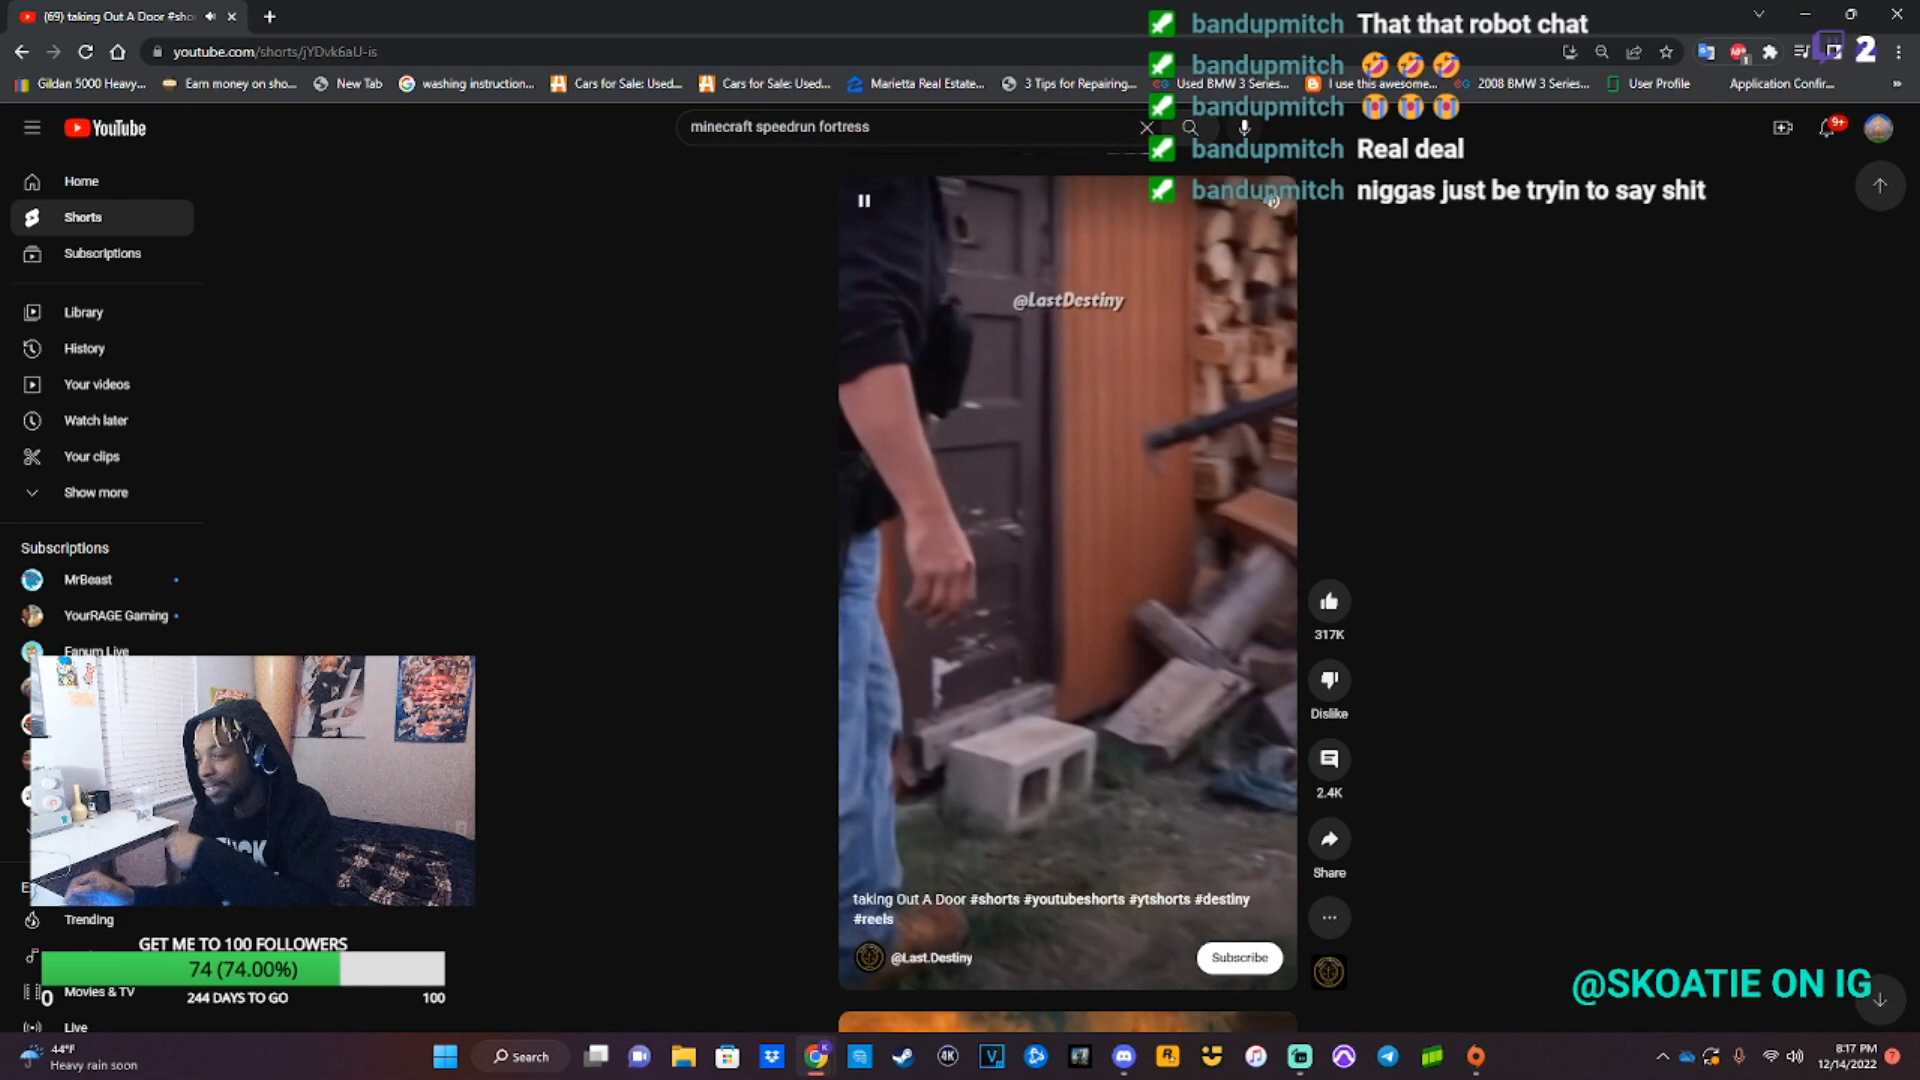 (69) taking Out A Door #sho
youtube.com/shorts/jYDvk6aU-is
Gildan 5000 Heavy...
Earn money on sho...
New Tab
washing instruction...
Cars for Sale: Used...
Cars for Sale: Used...
Marietta Real Estate...
3 Tips for Repairing...
Used BMW 3 Series...
I use this awesome...
2008 BMW 3 Series...
User Profile
Application Confir...
bandupmitch That that robot chat
2
bandupmitch 🤣🤣🤣
bandupmitch 😭😭😭
bandupmitch Real deal
bandupmitch niggas just be tryin to say shit
YouTube
minecraft speedrun fortress
9+
Home
Shorts
Subscriptions
Library
History
Your videos
Watch later
Your clips
Show more
Subscriptions
MrBeast
YourRAGE Gaming
Fanum Live
Trending
Movies & TV
Live
@LastDestiny
317K
Dislike
2.4K
Share
taking Out A Door #shorts #youtubeshorts #ytshorts #destiny
#reels
@Last.Destiny
Subscribe
GET ME TO 100 FOLLOWERS
74 (74.00%)
0
244 DAYS TO GO
100
@SKOATIE ON IG
44°F
Heavy rain soon
Search
8:17 PM
12/14/2022
7